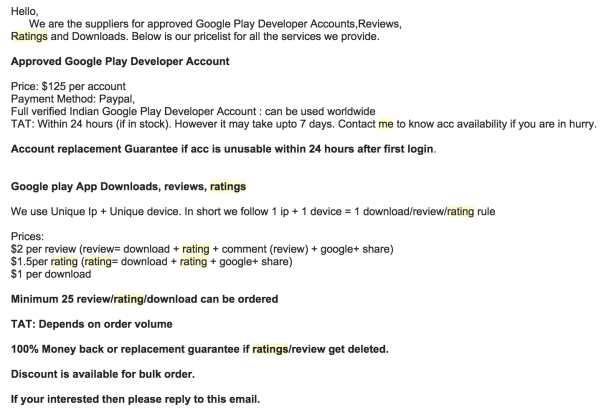 Hello,
We are the suppliers for approved Google Play Developer Accounts,Reviews,
Ratings and Downloads. Below is our pricelist for all the services we provide.
Approved Google Play Developer Account
Price: $125 per account
Payment Method: Paypal,
Full verified Indian Google Play Developer Account : can be used worldwide
TAT: Within 24 hours (if in stock). However it may take upto 7 days. Contact me to know acc availability if you are in hurry.
Account replacement Guarantee if acc is unusable within 24 hours after first login.
Google play App Downloads, reviews, ratings
We use Unique Ip + Unique device. In short we follow 1 ip + 1 device = 1 download/review/rating rule
Prices:
$2 per review (review= download + rating + comment (review) + google+ share)
$1.5per rating (rating= download + rating + google+ share)
$1 per download
Minimum 25 review/rating/download can be ordered
TAT: Depends on order volume
100% Money back or replacement guarantee if ratings/review get deleted.
Discount is available for bulk order.
If your interested then please reply to this email.